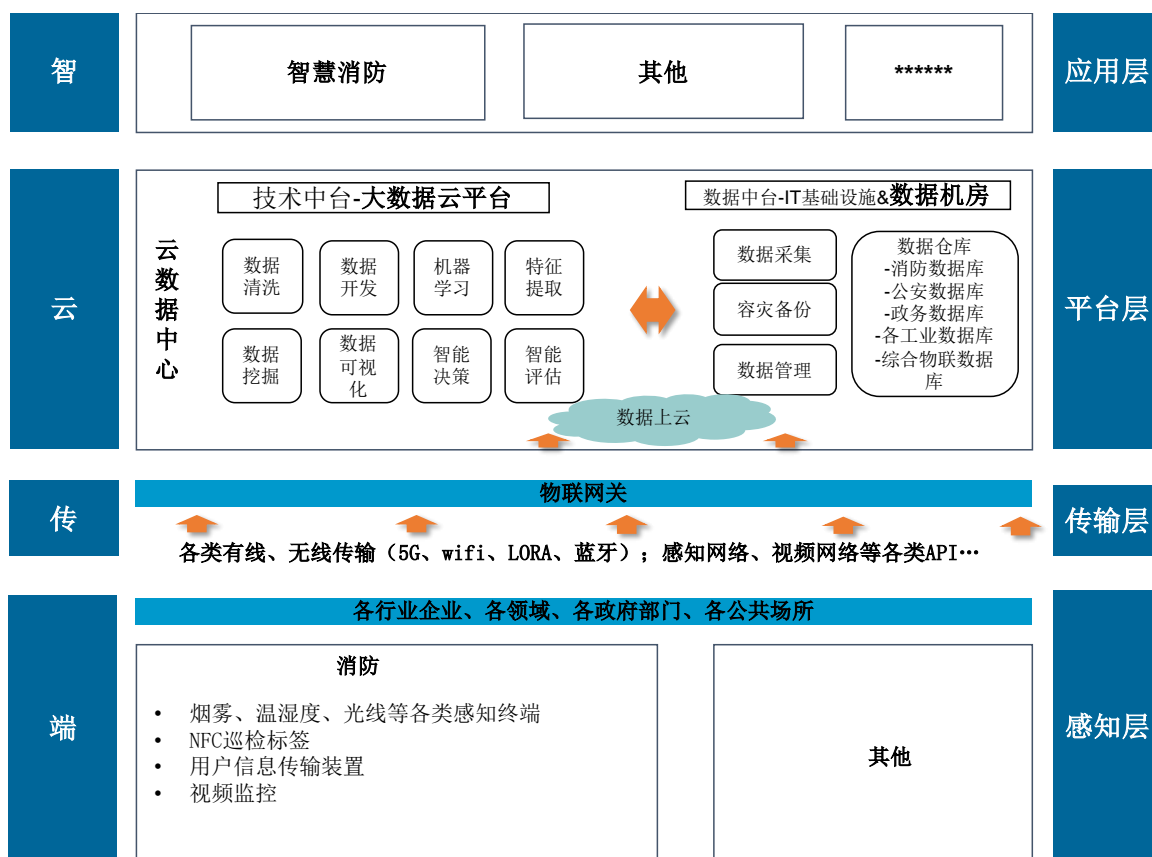 智
智慧消防
其他
******
应用层
云
云数据中心
技术中台-大数据云平台
数据
清洗
数据
开发
机器
学习
特征
提取
数据
挖掘
数据
可视
化
智能
决策
智能
评估
数据中台-IT基础设施&数据机房
数据采集
容灾备份
数据管理
数据仓库
-消防数据库
-公安数据库
-政务数据库
-各工业数据库
-综合物联数据
库
数据上云
平台层
传
物联网关
各类有线、无线传输（5G、wifi、LORA、蓝牙）；感知网络、视频网络等各类API…
传输层
端
各行业企业、各领域、各政府部门、各公共场所
消防
• 烟雾、温湿度、光线等各类感知终端
• NFC巡检标签
• 用户信息传输装置
• 视频监控
其他
感知层